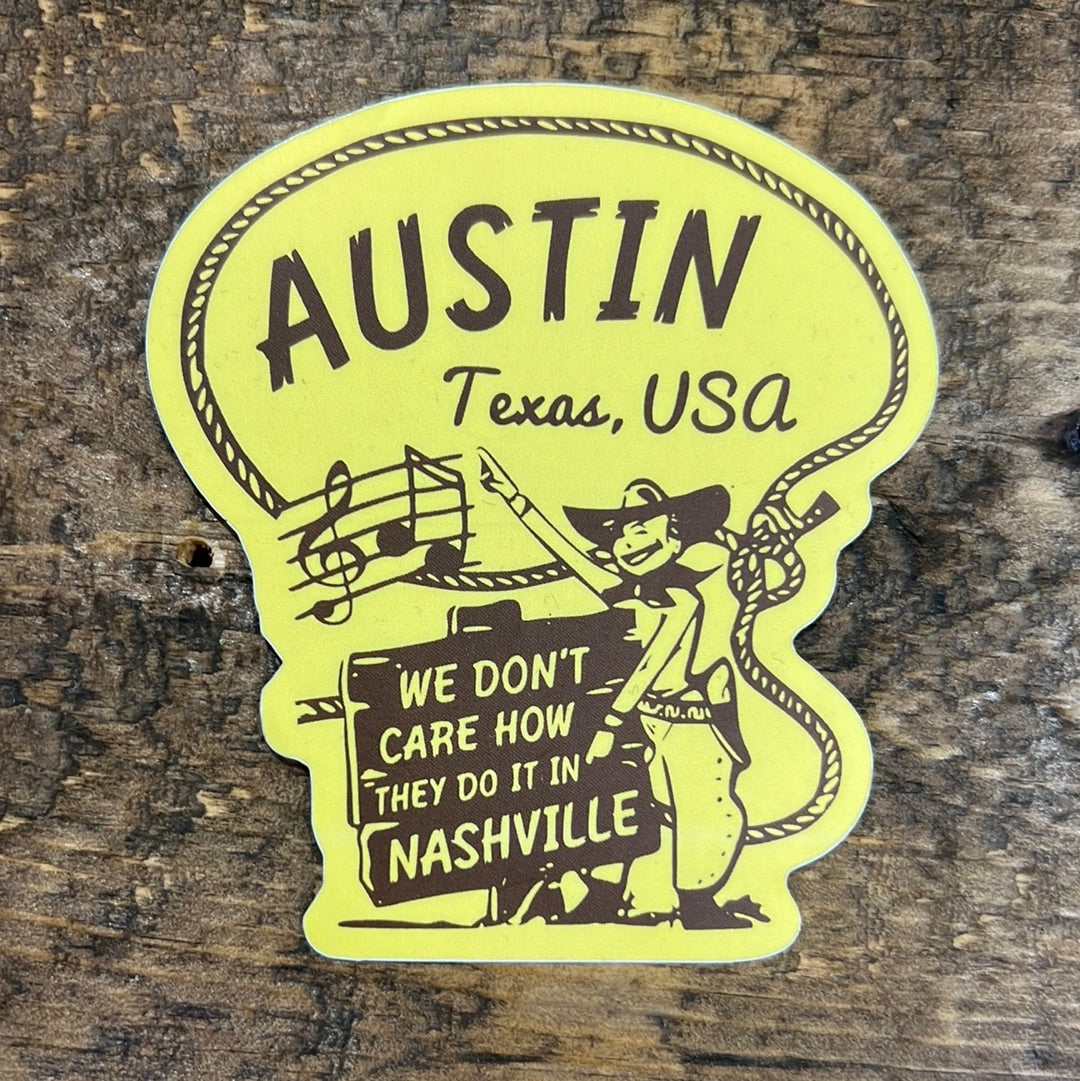 AUSTIN
Texas, USA
WE DON'T
CARE HOW
THEY DO IT IN
NASHVILLE